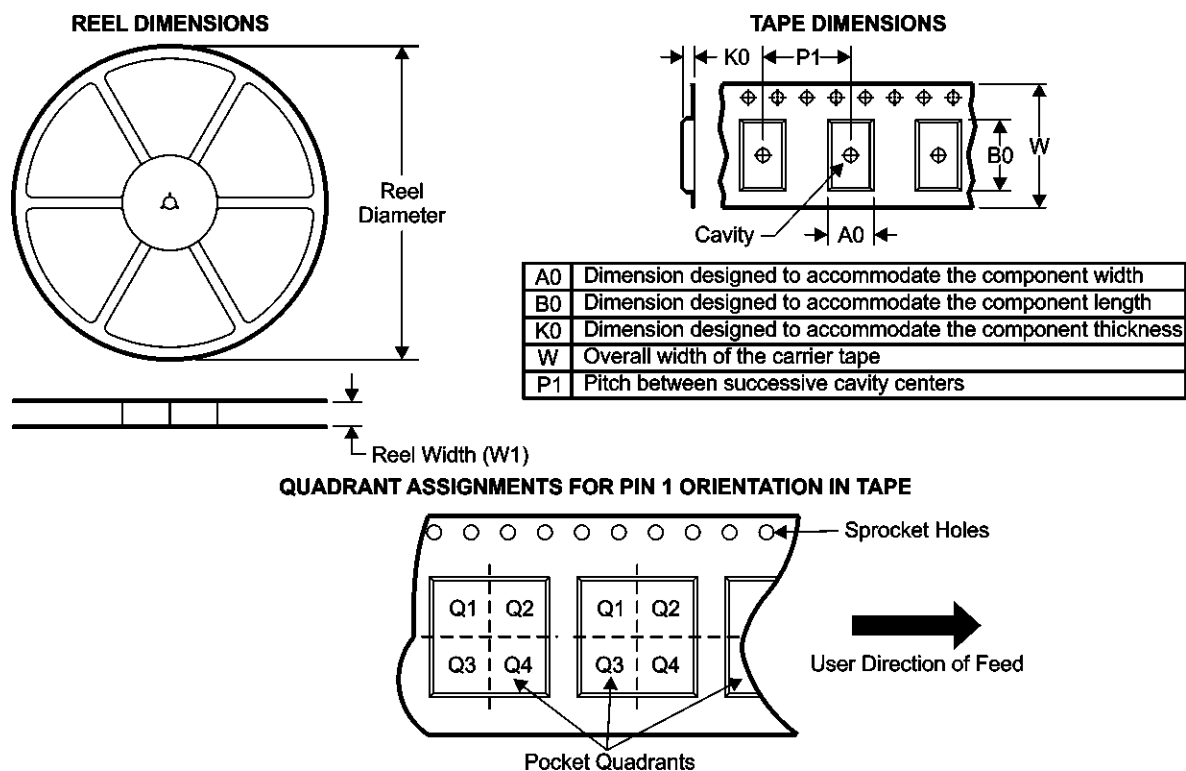 REEL DIMENSIONS
Reel
Diameter
Reel Width (W1)
TAPE DIMENSIONS
K0
P1
B0
W
Cavity
A0
A0 Dimension designed to accommodate the component width
B0 Dimension designed to accommodate the component length
K0 Dimension designed to accommodate the component thickness
W Overall width of the carrier tape
P1 Pitch between successive cavity centers
QUADRANT ASSIGNMENTS FOR PIN 1 ORIENTATION IN TAPE
Sprocket Holes
Q1 Q2 Q1 Q2
Q3 Q4 Q3 Q4
User Direction of Feed
Pocket Quadrants